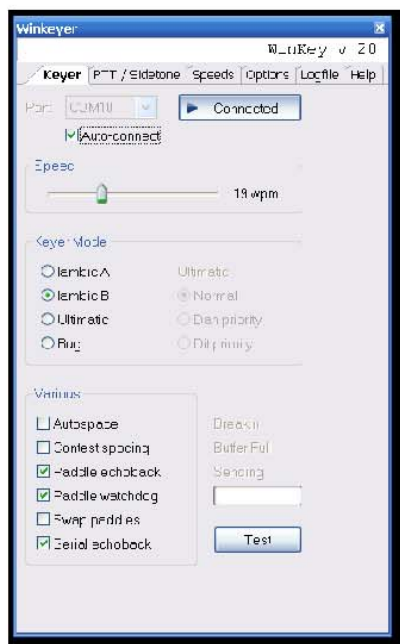 Winkeyer
WinKey v 20
Keyer PTT / Sidetone Speeds Options Logfile Help
Port COM10 Connected
Auto-connect
Speed
19 wpm
Keyer Mode
Iambic A Ultimatic
Iambic B Normal
Ultimatic Dah priority
Bug Dit priority
Various
Autospace Break in
Contest spacing Buffer Full
Paddle echoback Sending
Paddle watchdog
Swap paddles
Serial echoback Test